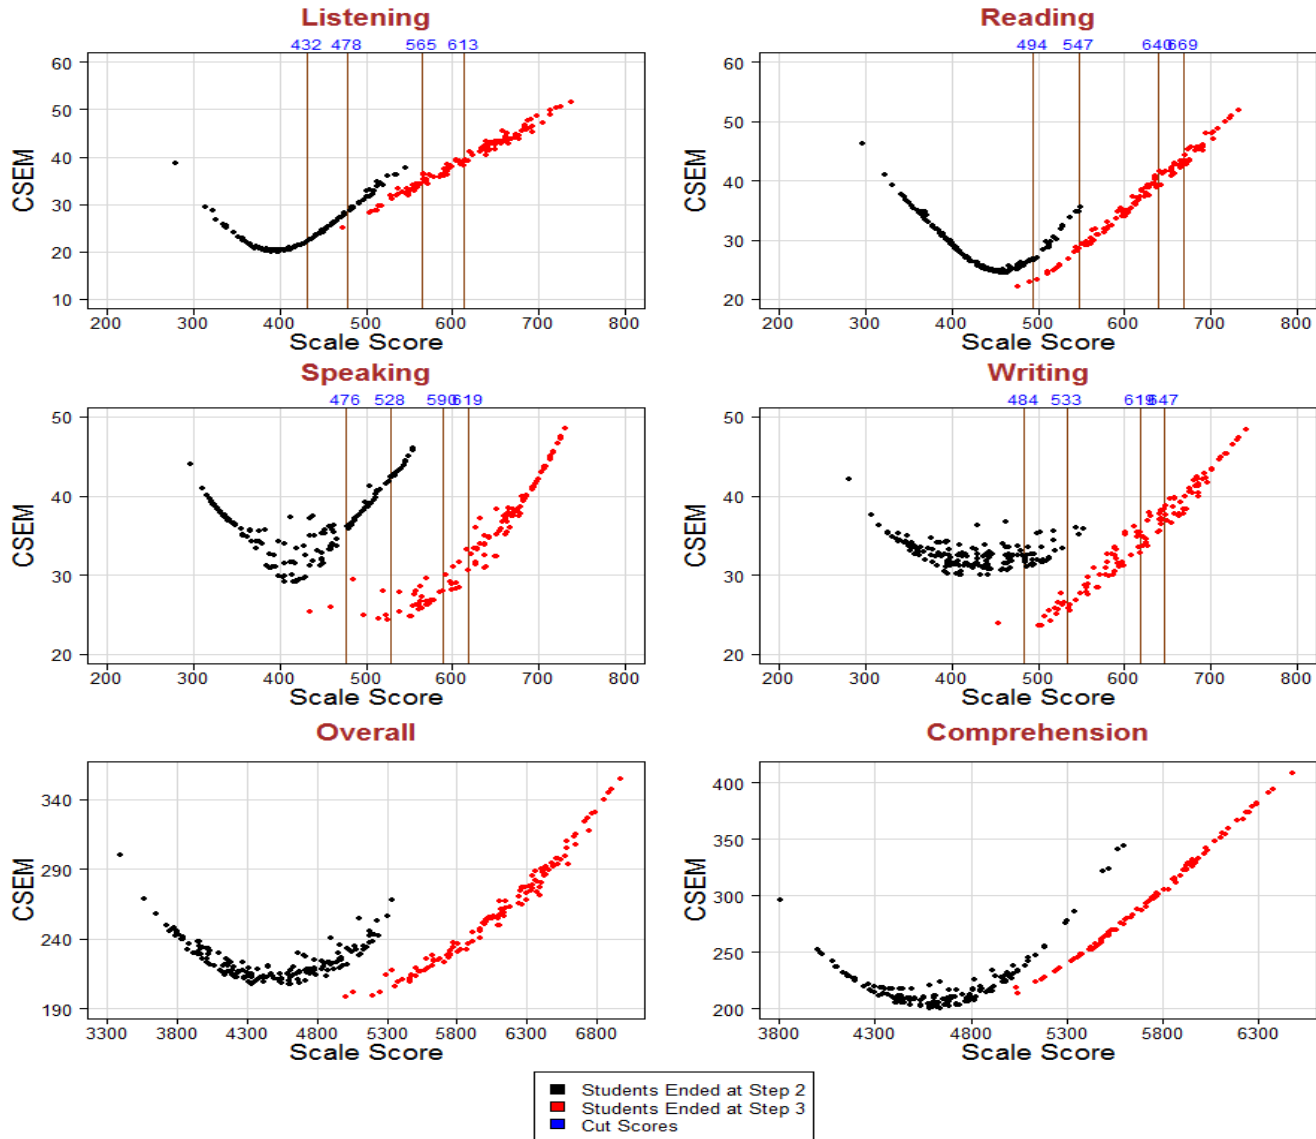 Listening
Reading
432 478 565 613
494 547 640 669
60
50
40
30
20
10
CSEM
200 300 400 500 600 700 800
Scale Score
60
50
40
30
20
CSEM
200 300 400 500 600 700 800
Scale Score
Speaking
Writing
476 528 590 619
484 533 619 647
50
40
30
20
CSEM
200 300 400 500 600 700 800
Scale Score
50
40
30
20
CSEM
200 300 400 500 600 700 800
Scale Score
Overall
Comprehension
340
290
240
190
CSEM
3300 3800 4300 4800 5300 5800 6300 6800
Scale Score
400
350
300
250
200
CSEM
3800 4300 4800 5300 5800 6300
Scale Score
Students Ended at Step 2
Students Ended at Step 3
Cut Scores